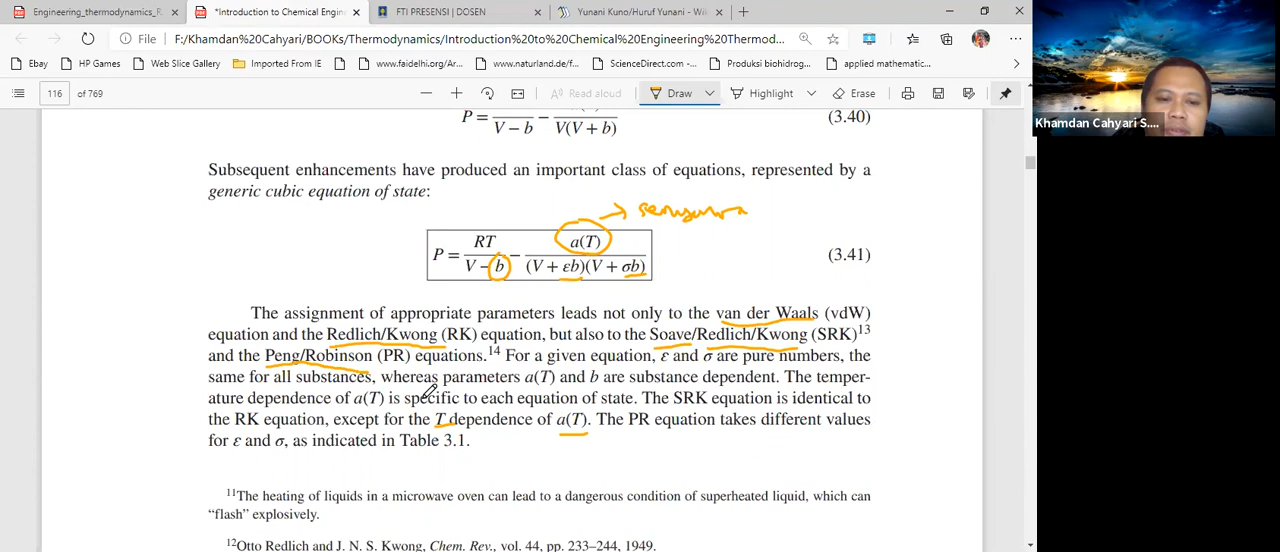 Engineering_thermodynamics_R
*Introduction to Chemical Engine
FTI PRESENSI | DOSEN
Yunani Kuno/Huruf Yunani - Wik
File
F:/Khamdan%20Cahyari/BOOKs/Thermodynamics/Introduction%20to%20Chemical%20Engineering%20Thermod...
Ebay
HP Games
Web Slice Gallery
Imported From IE
www.faidelhi.org/Ar...
www.naturland.de/f...
ScienceDirect.com -...
Produksi biohidrog...
applied mathematic...
116 of 769
Read aloud
Draw
Highlight
Erase
Khamdan Cahyari S....
P = / V − b − / V(V + b) (3.40)
Subsequent enhancements have produced an important class of equations, represented by a
generic cubic equation of state:
P = RT / V − b − a(T) / (V + εb)(V + σb) (3.41)
The assignment of appropriate parameters leads not only to the van der Waals (vdW)
equation and the Redlich/Kwong (RK) equation, but also to the Soave/Redlich/Kwong (SRK)13
and the Peng/Robinson (PR) equations.14 For a given equation, ε and σ are pure numbers, the
same for all substances, whereas parameters a(T) and b are substance dependent. The temper-
ature dependence of a(T) is specific to each equation of state. The SRK equation is identical to
the RK equation, except for the T dependence of a(T). The PR equation takes different values
for ε and σ, as indicated in Table 3.1.
11The heating of liquids in a microwave oven can lead to a dangerous condition of superheated liquid, which can
“flash” explosively.
12Otto Redlich and J. N. S. Kwong, Chem. Rev., vol. 44, pp. 233–244, 1949.